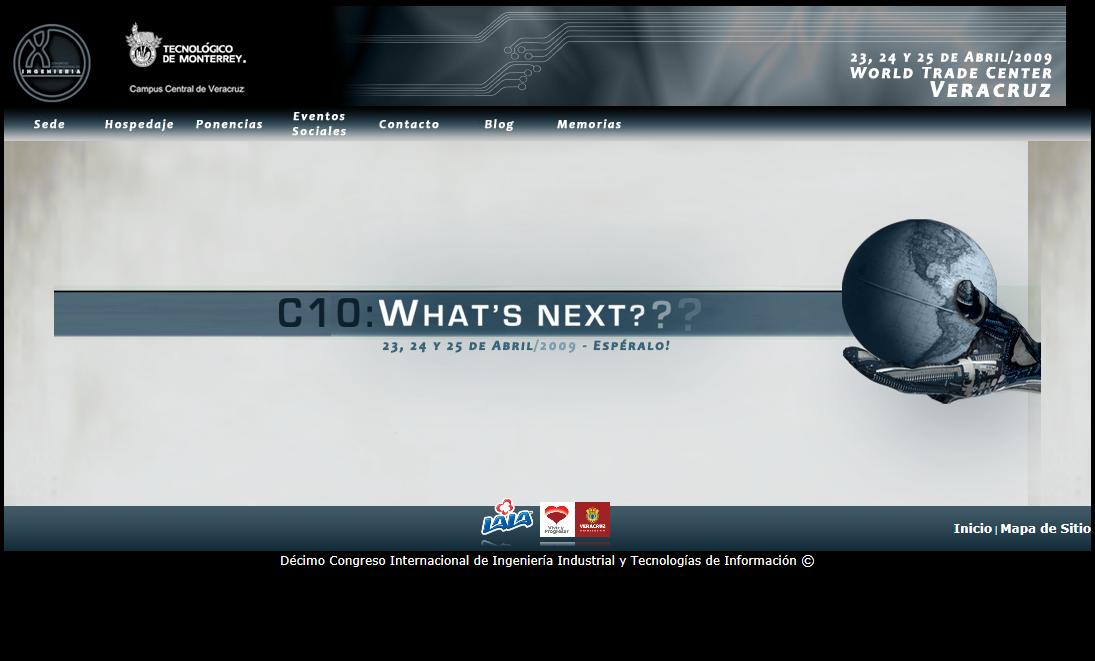 INGENIERIA
TECNOLÓGICO
DE MONTERREY.
Campus Central de Veracruz
23, 24 y 25 de Abril/2009
World Trade Center
Veracruz
Sede
Hospedaje
Ponencias
Eventos
Sociales
Contacto
Blog
Memorias
C10:What's next???
23, 24 y 25 de Abril/2009 - Espéralo!
LALA
Vivir y
Progresar
VERACRUZ
Inicio | Mapa de Sitio
Décimo Congreso Internacional de Ingeniería Industrial y Tecnologías de Información ©